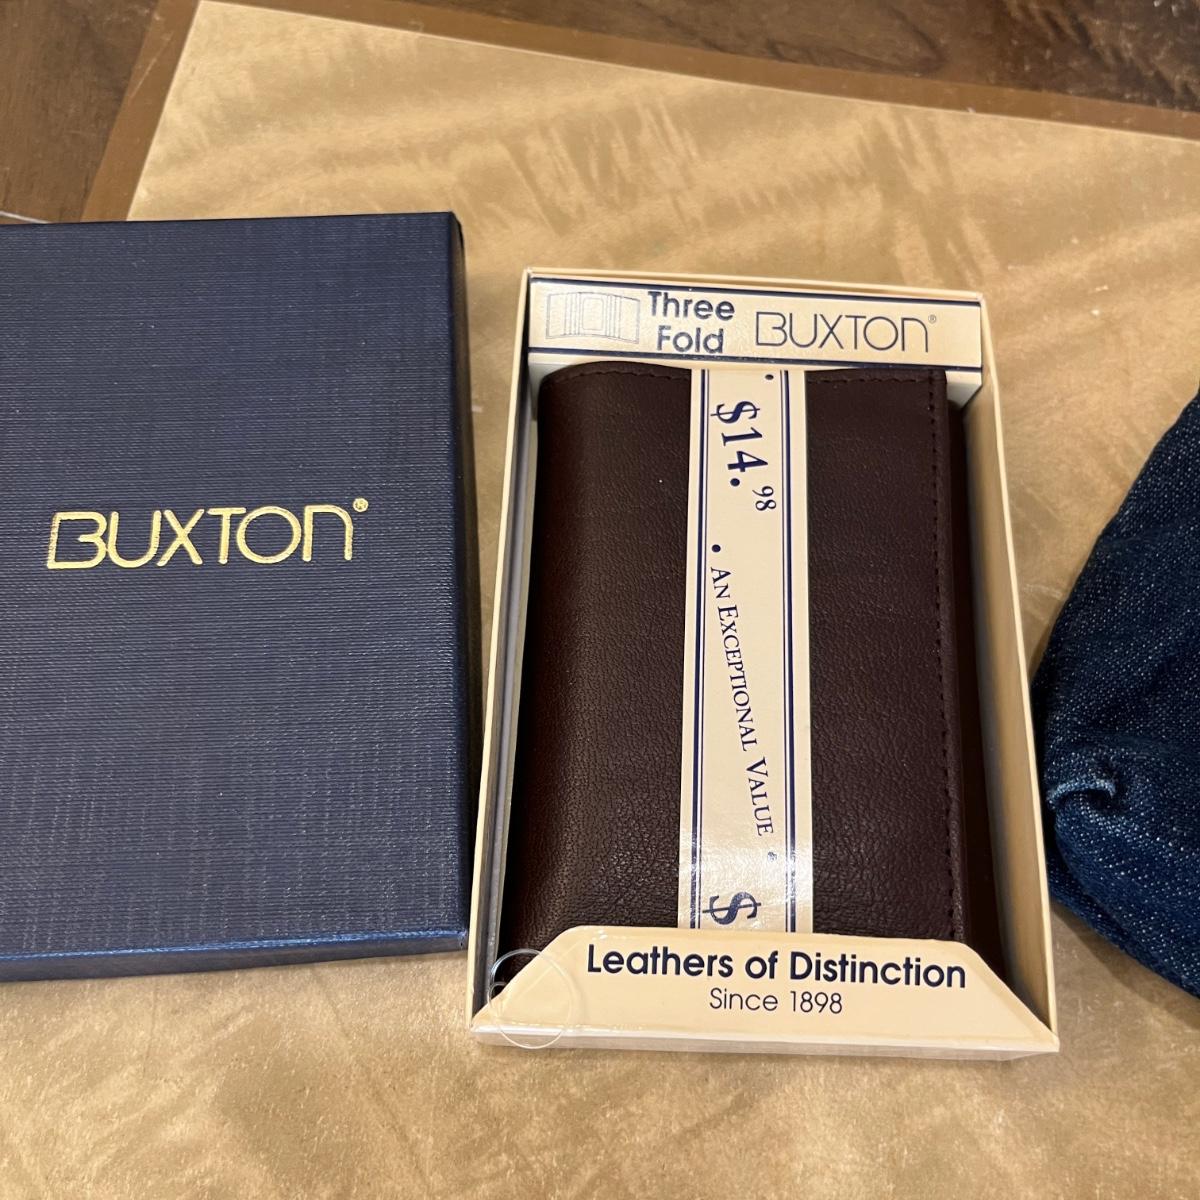 BUXTON®
Three
Fold
BUXTON®
$14.98
• AN EXCEPTIONAL VALUE •
$
Leathers of Distinction
Since 1898